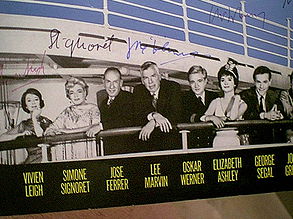 Signoret
VIVIEN LEIGH
SIMONE SIGNORET
JOSE FERRER
LEE MARVIN
OSKAR WERNER
ELIZABETH ASHLEY
GEORGE SEGAL